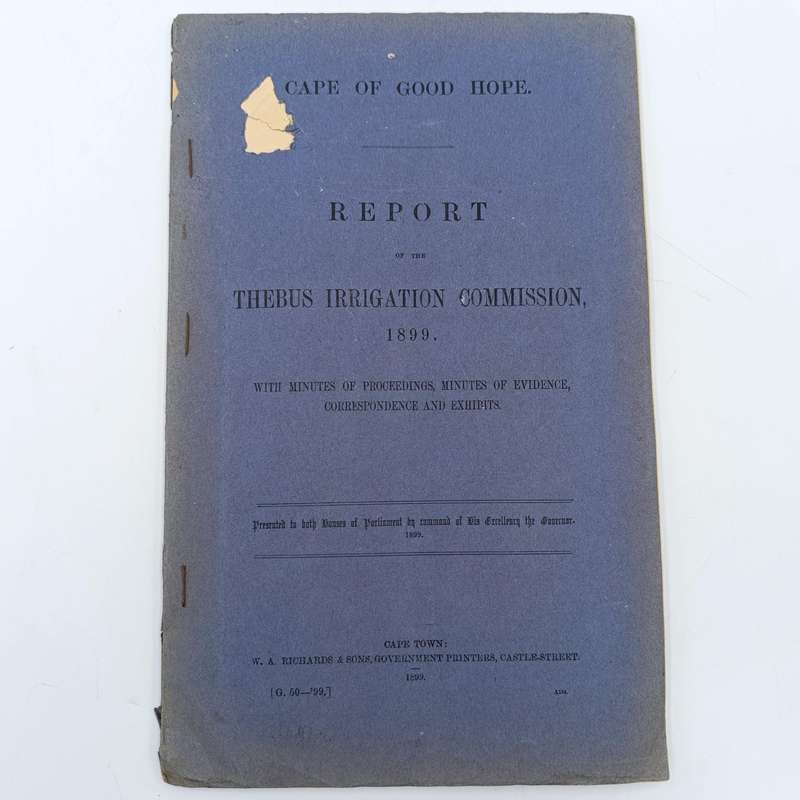 CAPE OF GOOD HOPE.
REPORT
OF THE
THEBUS IRRIGATION COMMISSION,
1899.
WITH MINUTES OF PROCEEDINGS, MINUTES OF EVIDENCE,
CORRESPONDENCE AND EXHIBITS.
Presented to both Houses of Parliament by command of His Excellency the Governor.
1899.
CAPE TOWN:
W. A. RICHARDS & SONS, GOVERNMENT PRINTERS, CASTLE-STREET.
1899.
[G. 50—'99.]